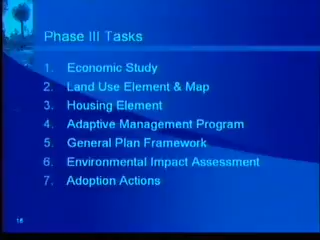 Phase III Tasks
1. Economic Study
2. Land Use Element & Map
3. Housing Element
4. Adaptive Management Program
5. General Plan Framework
6. Environmental Impact Assessment
7. Adoption Actions
16